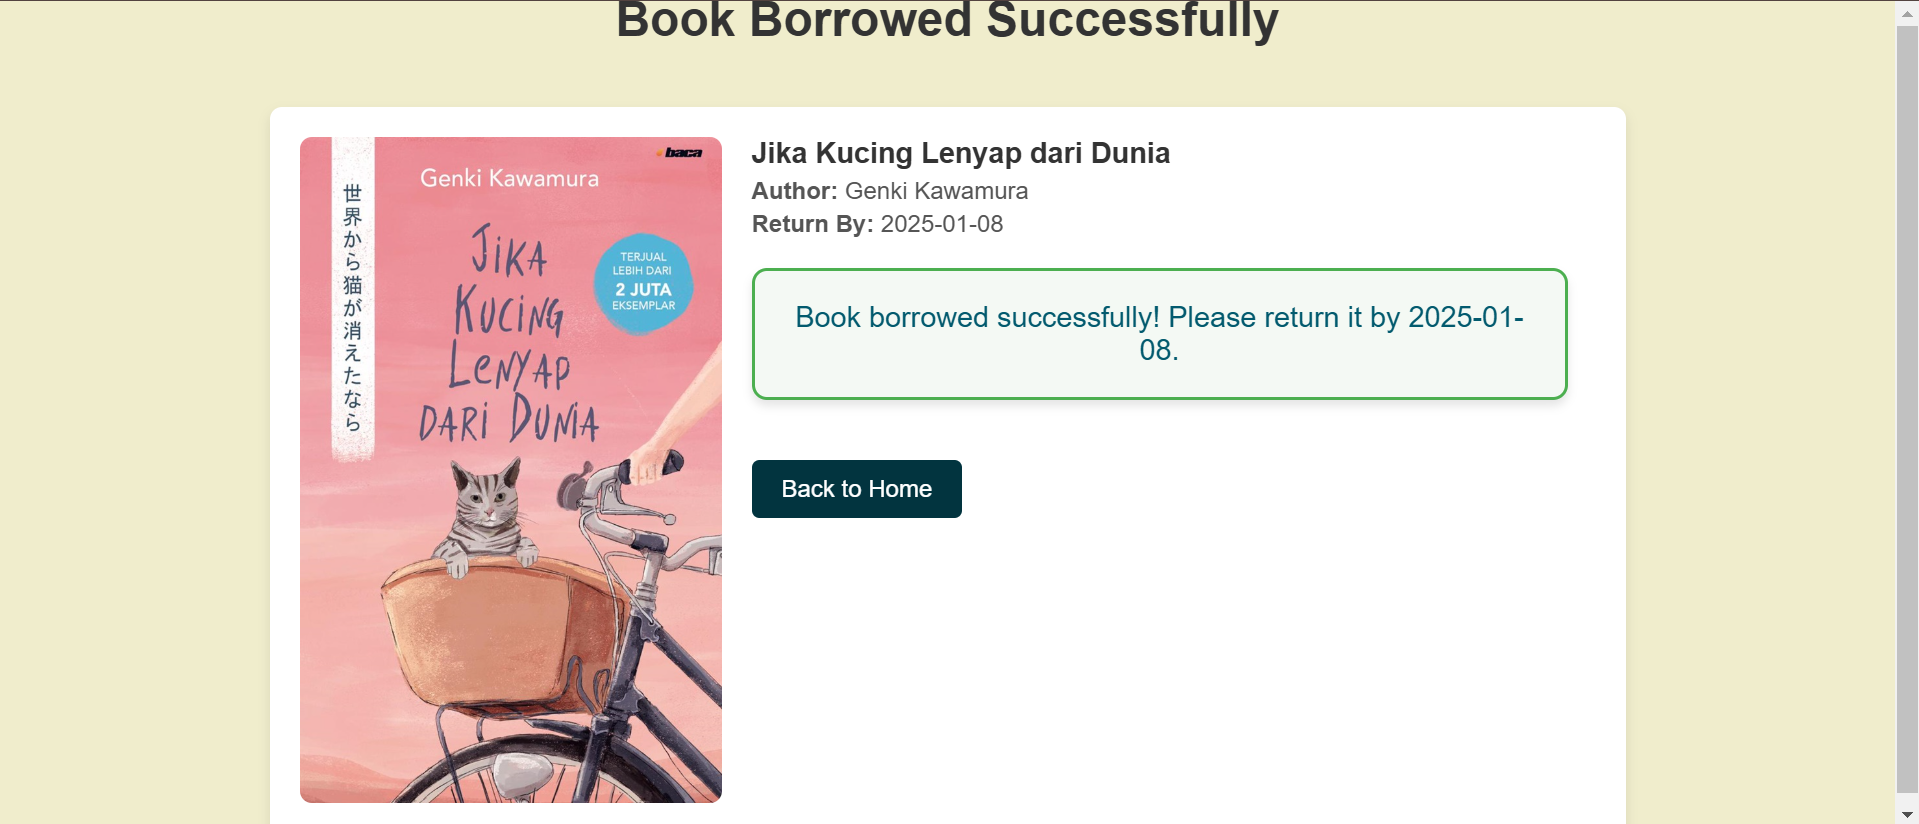 Book Borrowed Successfully
baca
Genki Kawamura
世界から猫が消えたなら
JiKA
KUCiNG
LeNYAP
DARi DUNiA
TERJUAL
LEBIH DARI
2 JUTA
EKSEMPLAR
Jika Kucing Lenyap dari Dunia
Author: Genki Kawamura
Return By: 2025-01-08
Book borrowed successfully! Please return it by 2025-01-
08.
Back to Home